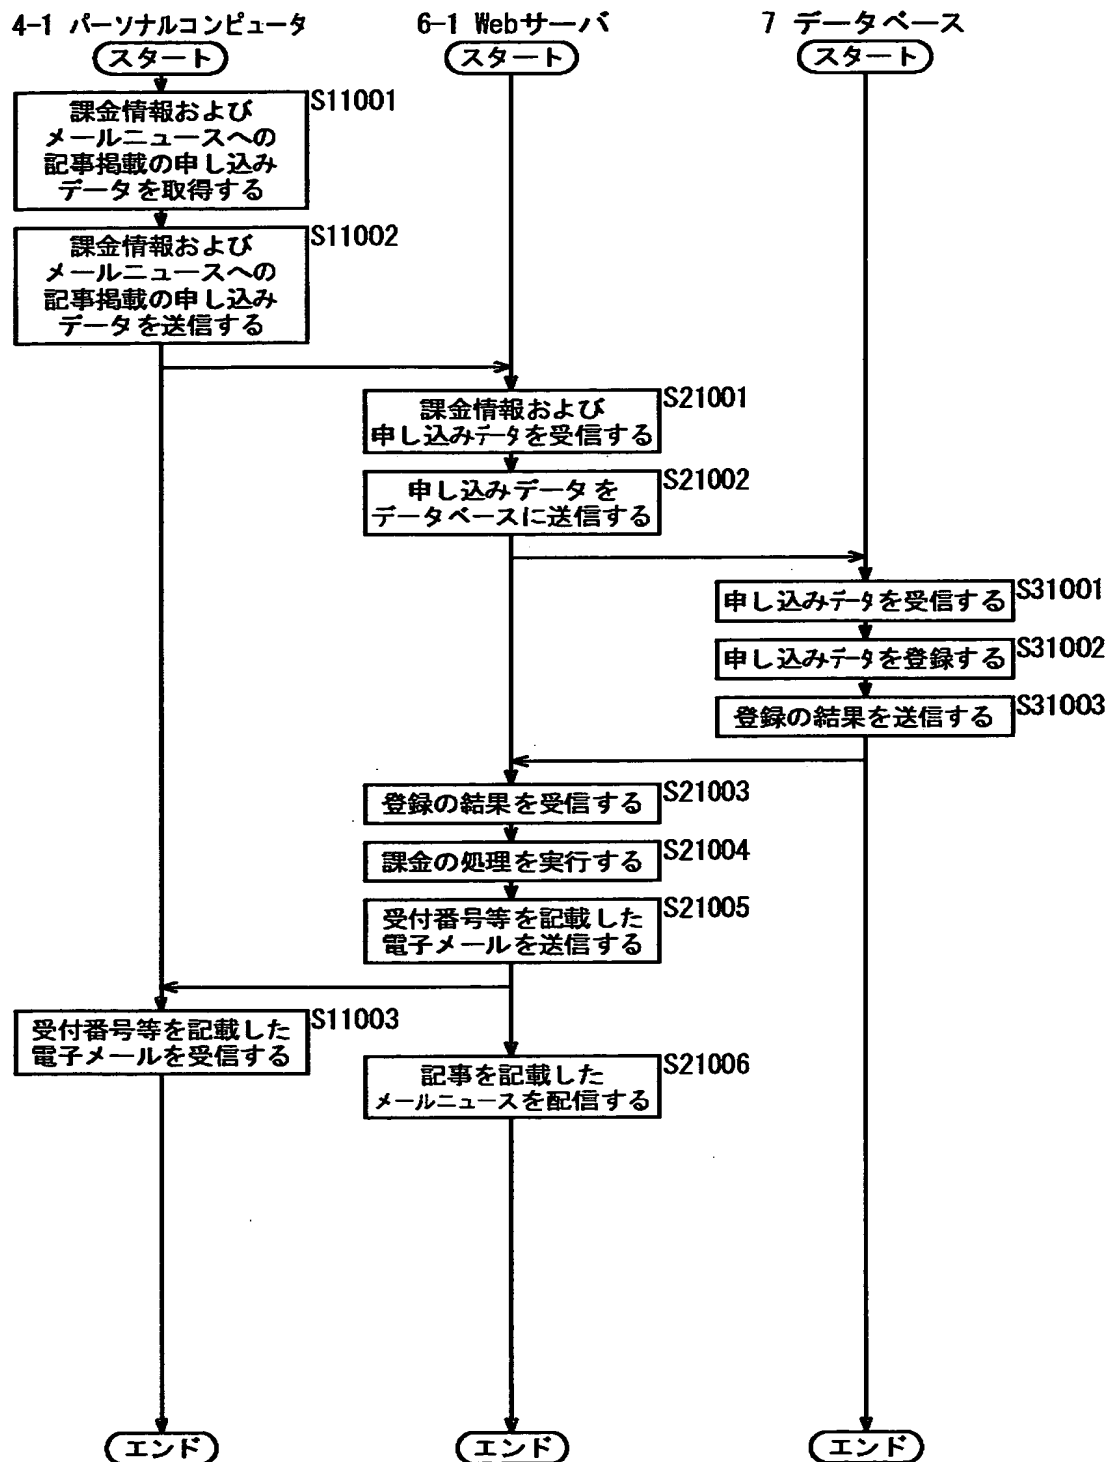 4-1 パーソナルコンピュータ
6-1 Webサーバ
7 データベース
スタート
スタート
スタート
S11001
課金情報および
メールニュースへの
記事掲載の申し込み
データを取得する
S11002
課金情報および
メールニュースへの
記事掲載の申し込み
データを送信する
S21001
課金情報および
申し込みデータを受信する
S21002
申し込みデータを
データベースに送信する
S31001
申し込みデータを受信する
S31002
申し込みデータを登録する
S31003
登録の結果を送信する
S21003
登録の結果を受信する
S21004
課金の処理を実行する
S21005
受付番号等を記載した
電子メールを送信する
S11003
受付番号等を記載した
電子メールを受信する
S21006
記事を記載した
メールニュースを配信する
エンド
エンド
エンド